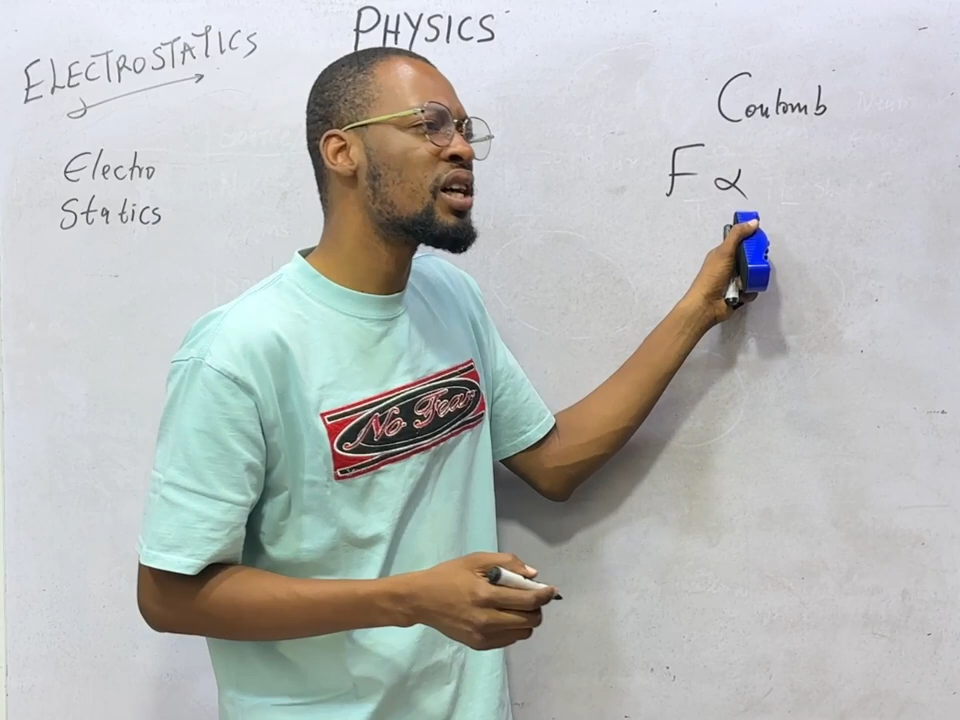 PHYSICS
ELECTROSTATICS
Electro
Statics
Coulomb
F α
No Fear